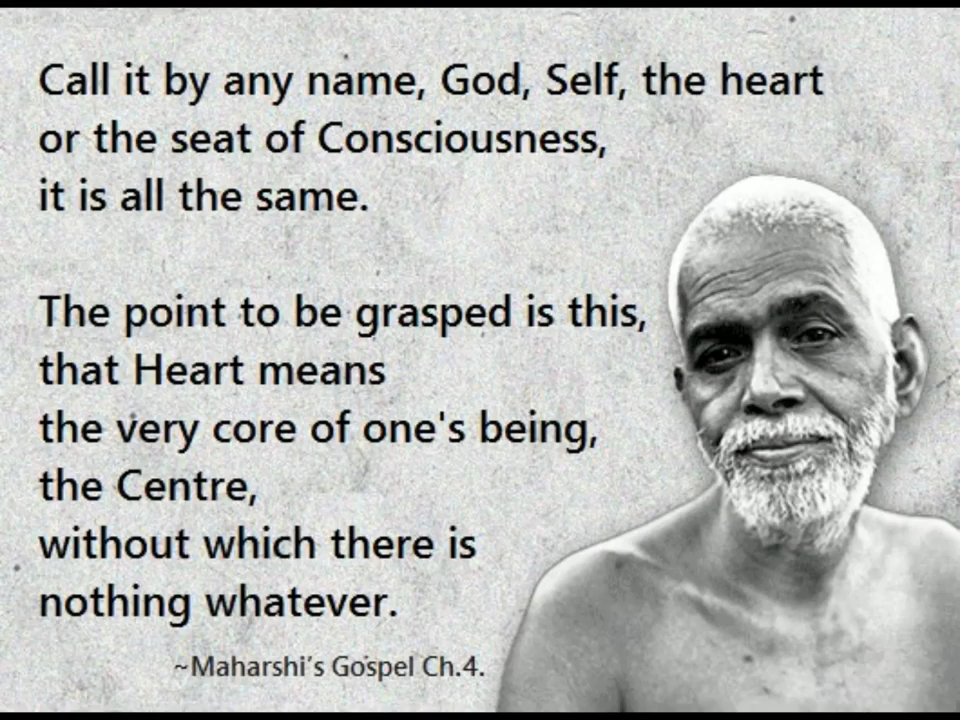 Call it by any name, God, Self, the heart
or the seat of Consciousness,
it is all the same.
The point to be grasped is this,
that Heart means
the very core of one's being,
the Centre,
without which there is
nothing whatever.
~Maharshi's Gospel Ch.4.